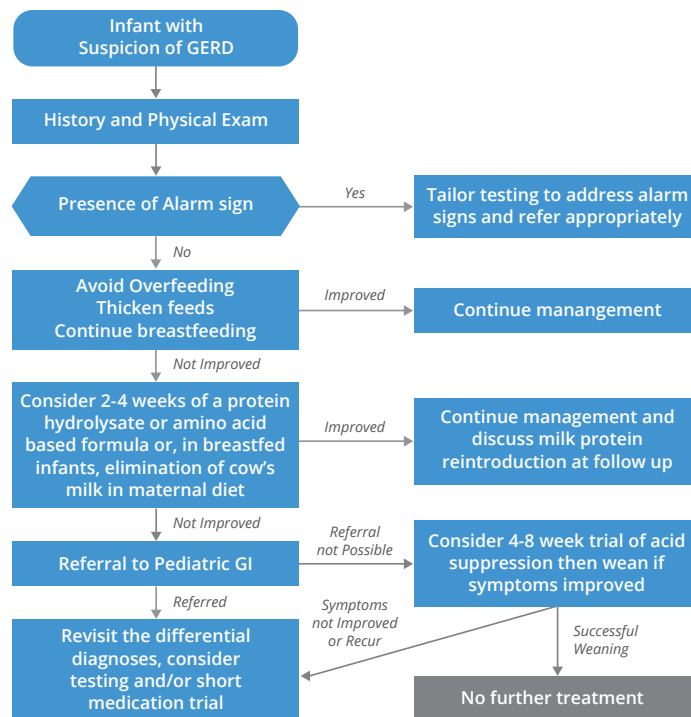 Infant with
Suspicion of GERD
History and Physical Exam
Presence of Alarm sign
Yes
Tailor testing to address alarm
signs and refer appropriately
No
Avoid Overfeeding
Thicken feeds
Continue breastfeeding
Improved
Continue manangement
Not Improved
Consider 2-4 weeks of a protein
hydrolysate or amino acid
based formula or, in breastfed
infants, elimination of cow’s
milk in maternal diet
Improved
Continue management and
discuss milk protein
reintroduction at follow up
Not Improved
Referral to Pediatric GI
Referral
not Possible
Consider 4-8 week trial of acid
suppression then wean if
symptoms improved
Referred
Symptoms
not Improved
or Recur
Successful
Weaning
Revisit the differential
diagnoses, consider
testing and/or short
medication trial
No further treatment